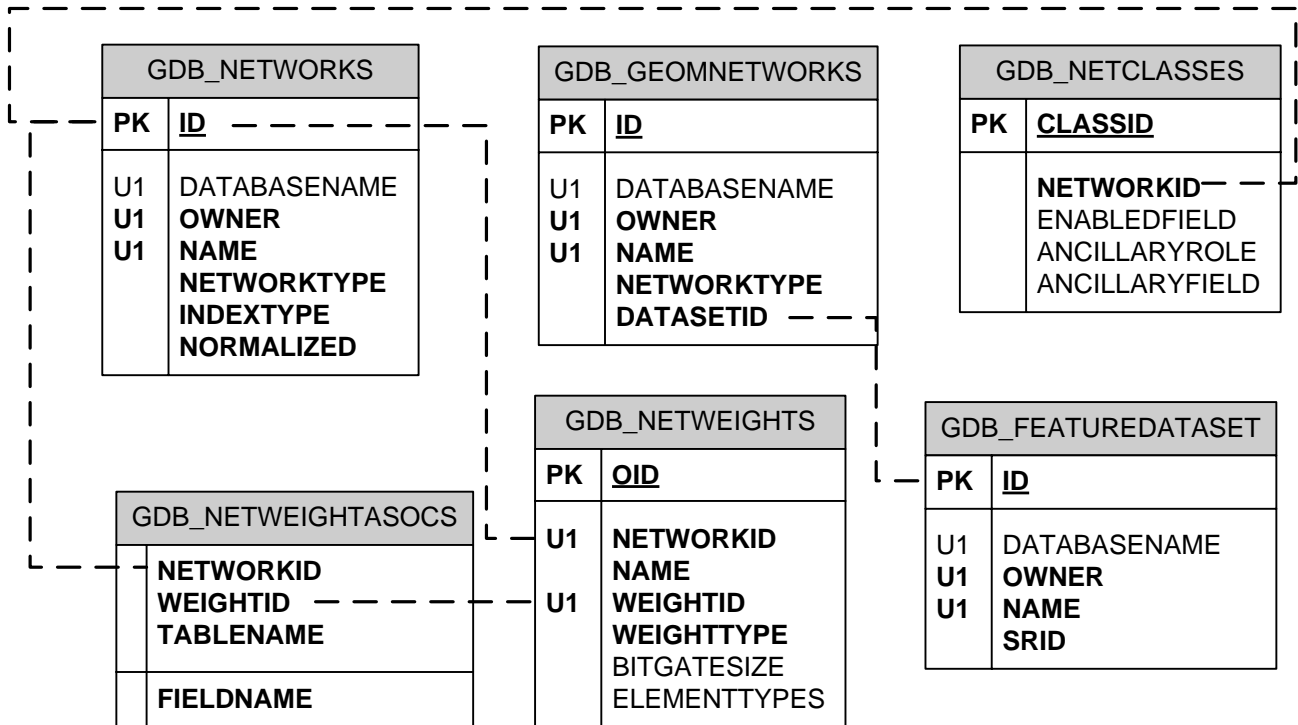 GDB_NETWORKS
PK ID
U1 DATABASENAME
U1 OWNER
U1 NAME
NETWORKTYPE
INDEXTYPE
NORMALIZED
GDB_GEOMNETWORKS
PK ID
U1 DATABASENAME
U1 OWNER
U1 NAME
NETWORKTYPE
DATASETID
GDB_NETCLASSES
PK CLASSID
NETWORKID
ENABLEDFIELD
ANCILLARYROLE
ANCILLARYFIELD
GDB_NETWEIGHTASOCS
NETWORKID
WEIGHTID
TABLENAME
FIELDNAME
GDB_NETWEIGHTS
PK OID
U1 NETWORKID
NAME
U1 WEIGHTID
WEIGHTTYPE
BITGATESIZE
ELEMENTTYPES
GDB_FEATUREDATASET
PK ID
U1 DATABASENAME
U1 OWNER
U1 NAME
SRID